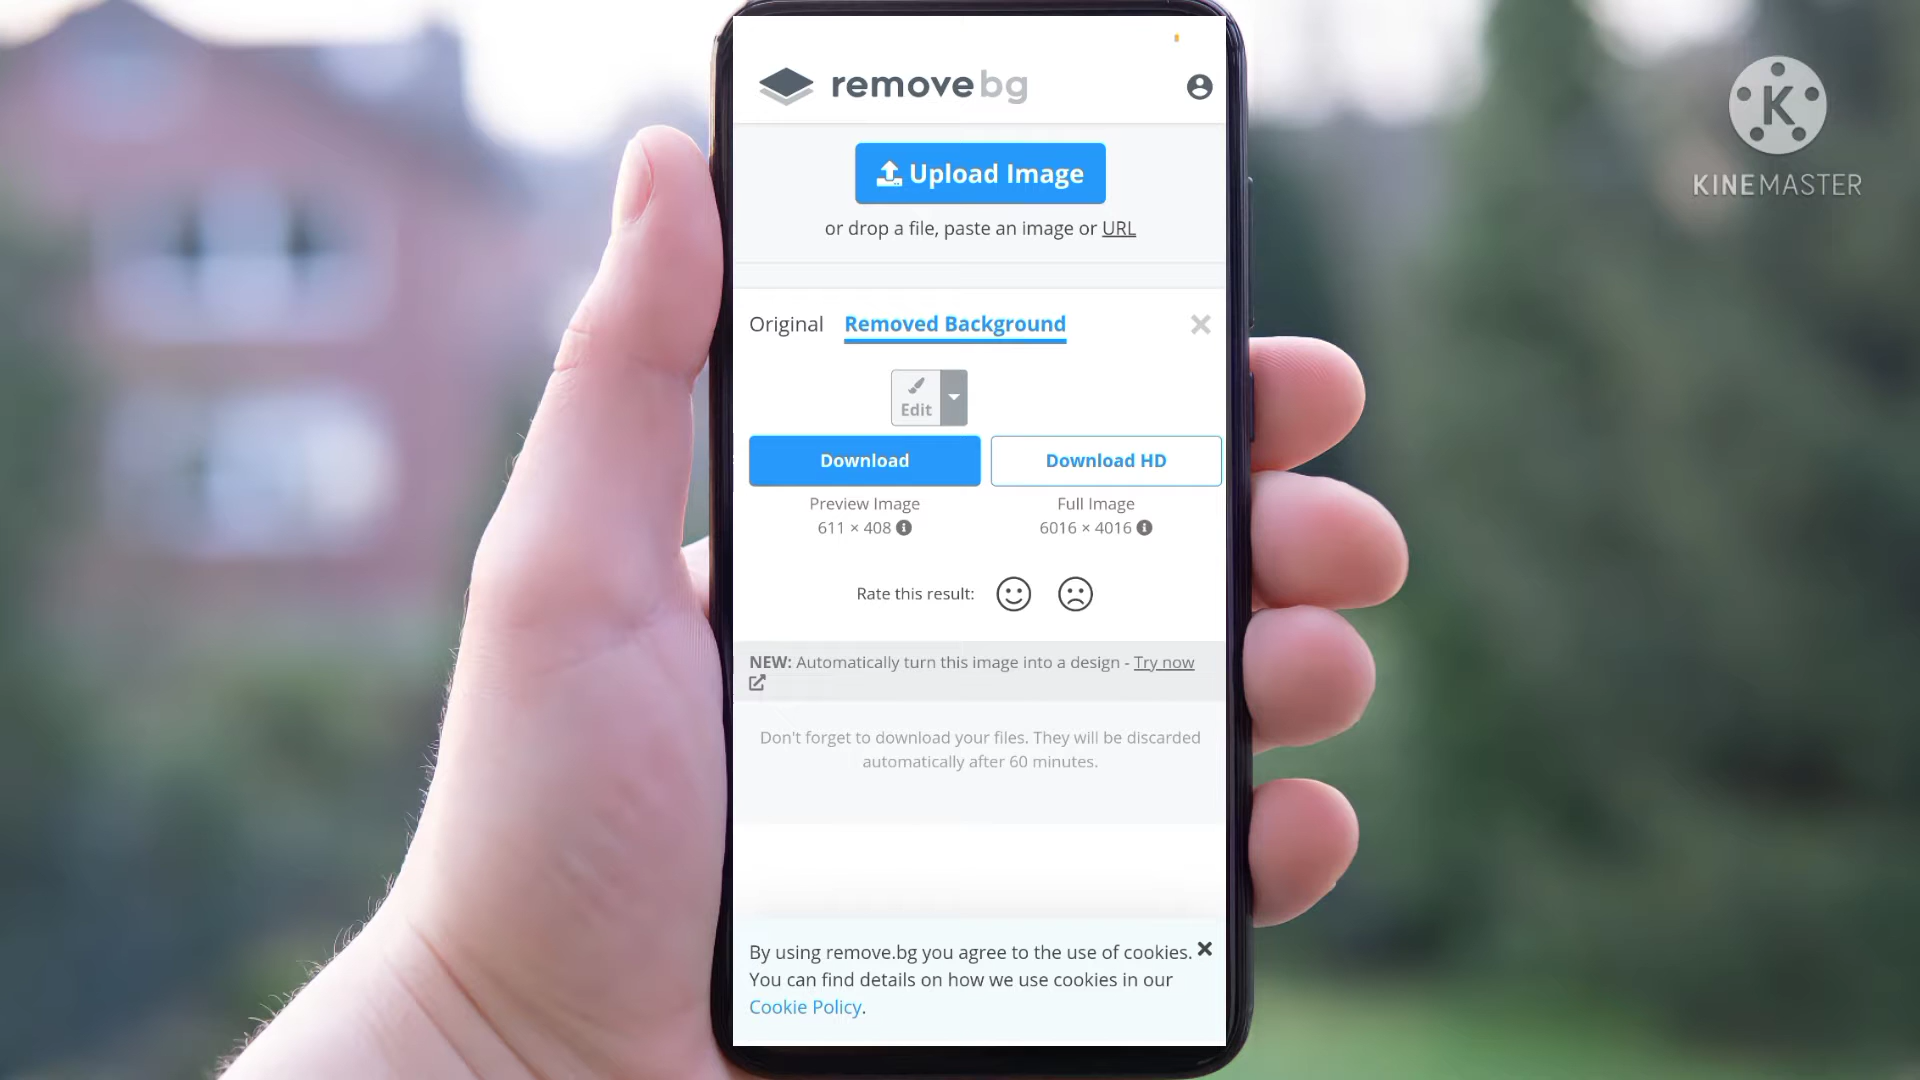 removebg
K
KINEMASTER
Upload Image
or drop a file, paste an image or URL
Original Removed Background
Edit
Download Download HD
Preview Image Full Image
611 × 408 6016 × 4016
Rate this result:
NEW: Automatically turn this image into a design - Try now
Don't forget to download your files. They will be discarded
automatically after 60 minutes.
By using remove.bg you agree to the use of cookies.
You can find details on how we use cookies in our
Cookie Policy.